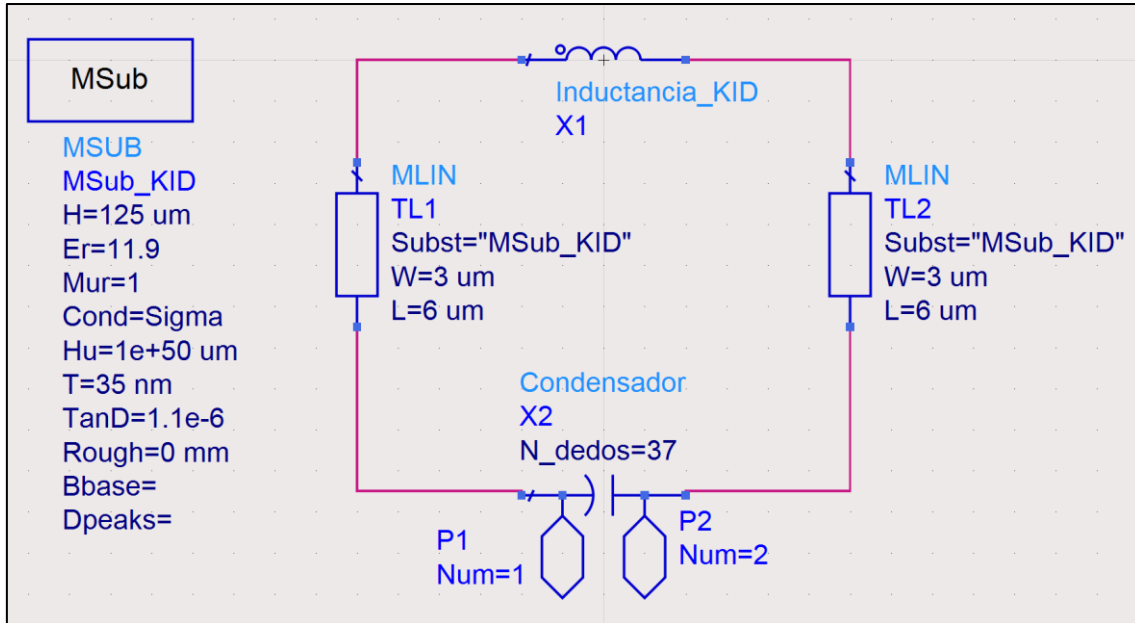 MSub
MSUB
MSub_KID
H=125 um
Er=11.9
Mur=1
Cond=Sigma
Hu=1e+50 um
T=35 nm
TanD=1.1e-6
Rough=0 mm
Bbase=
Dpeaks=
Inductancia_KID
X1
MLIN
TL1
Subst="MSub_KID"
W=3 um
L=6 um
MLIN
TL2
Subst="MSub_KID"
W=3 um
L=6 um
Condensador
X2
N_dedos=37
P1
Num=1
P2
Num=2